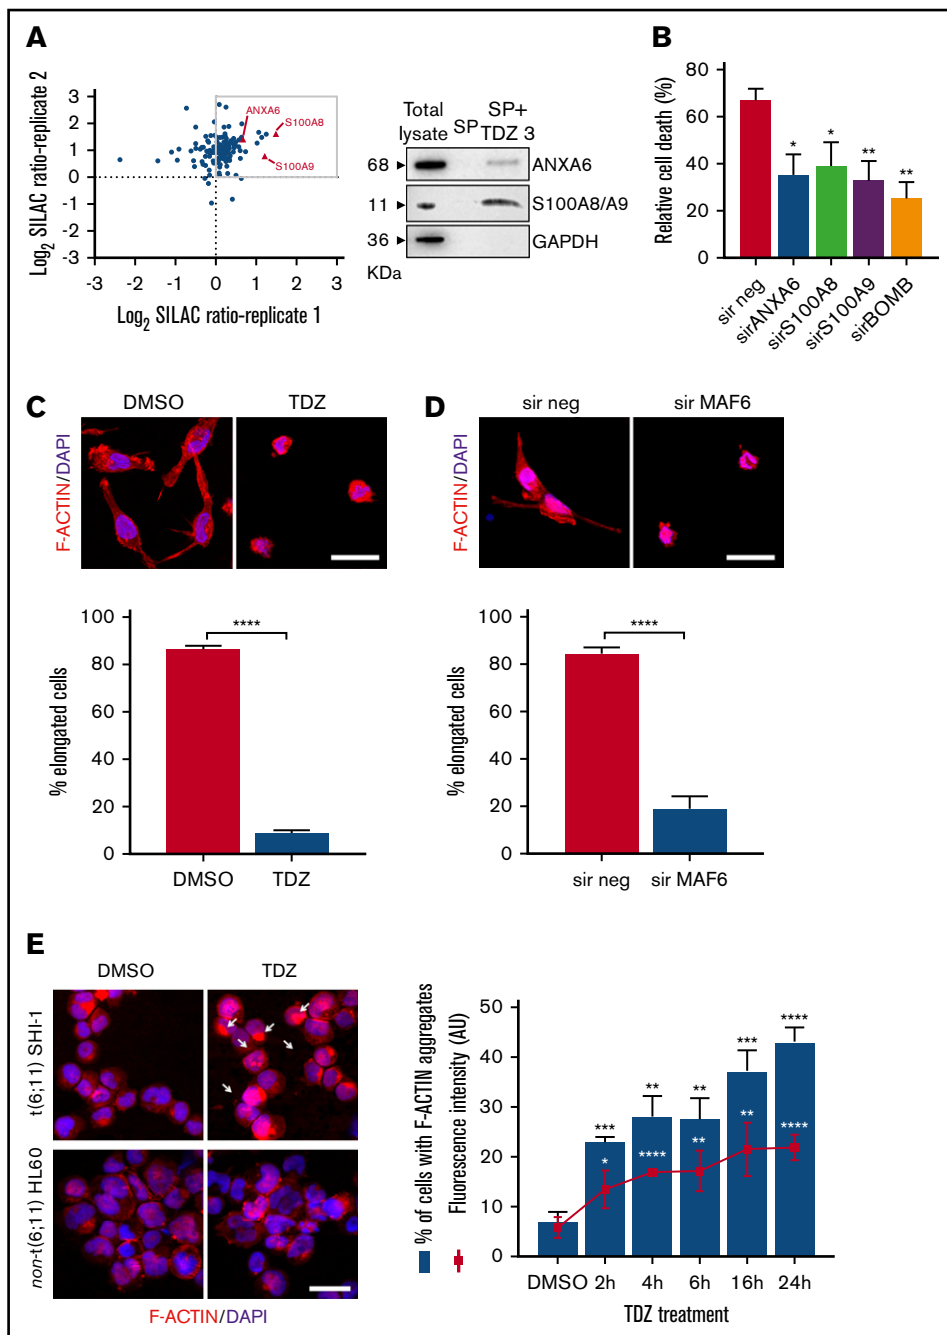 A
Log2 SILAC ratio-replicate 2
3
2
1
0
-1
-2
-3
-3
-2
-1
0
1
2
3
Log2 SILAC ratio-replicate 1
ANXA6
S100A8
S100A9
Total lysate
SP
SP+ TDZ 3
68
ANXA6
11
S100A8/A9
36
GAPDH
KDa
B
Relative cell death (%)
80
60
40
20
0
*
*
**
**
sir neg
sirANXA6
sirS100A8
sirS100A9
sirBOMB
C
DMSO
TDZ
F-ACTIN/DAPI
% elongated cells
100
80
60
40
20
0
****
DMSO
TDZ
D
sir neg
sir MAF6
F-ACTIN/DAPI
% elongated cells
100
80
60
40
20
0
****
sir neg
sir MAF6
E
DMSO
TDZ
t(6;11) SHI-1
non-t(6;11) HL60
F-ACTIN/DAPI
% of cells with F-ACTIN aggregates
Fluorescence intensity (AU)
50
40
30
20
10
0
***
**
**
***
****
*
****
**
**
****
DMSO
2h
4h
6h
16h
24h
TDZ treatment